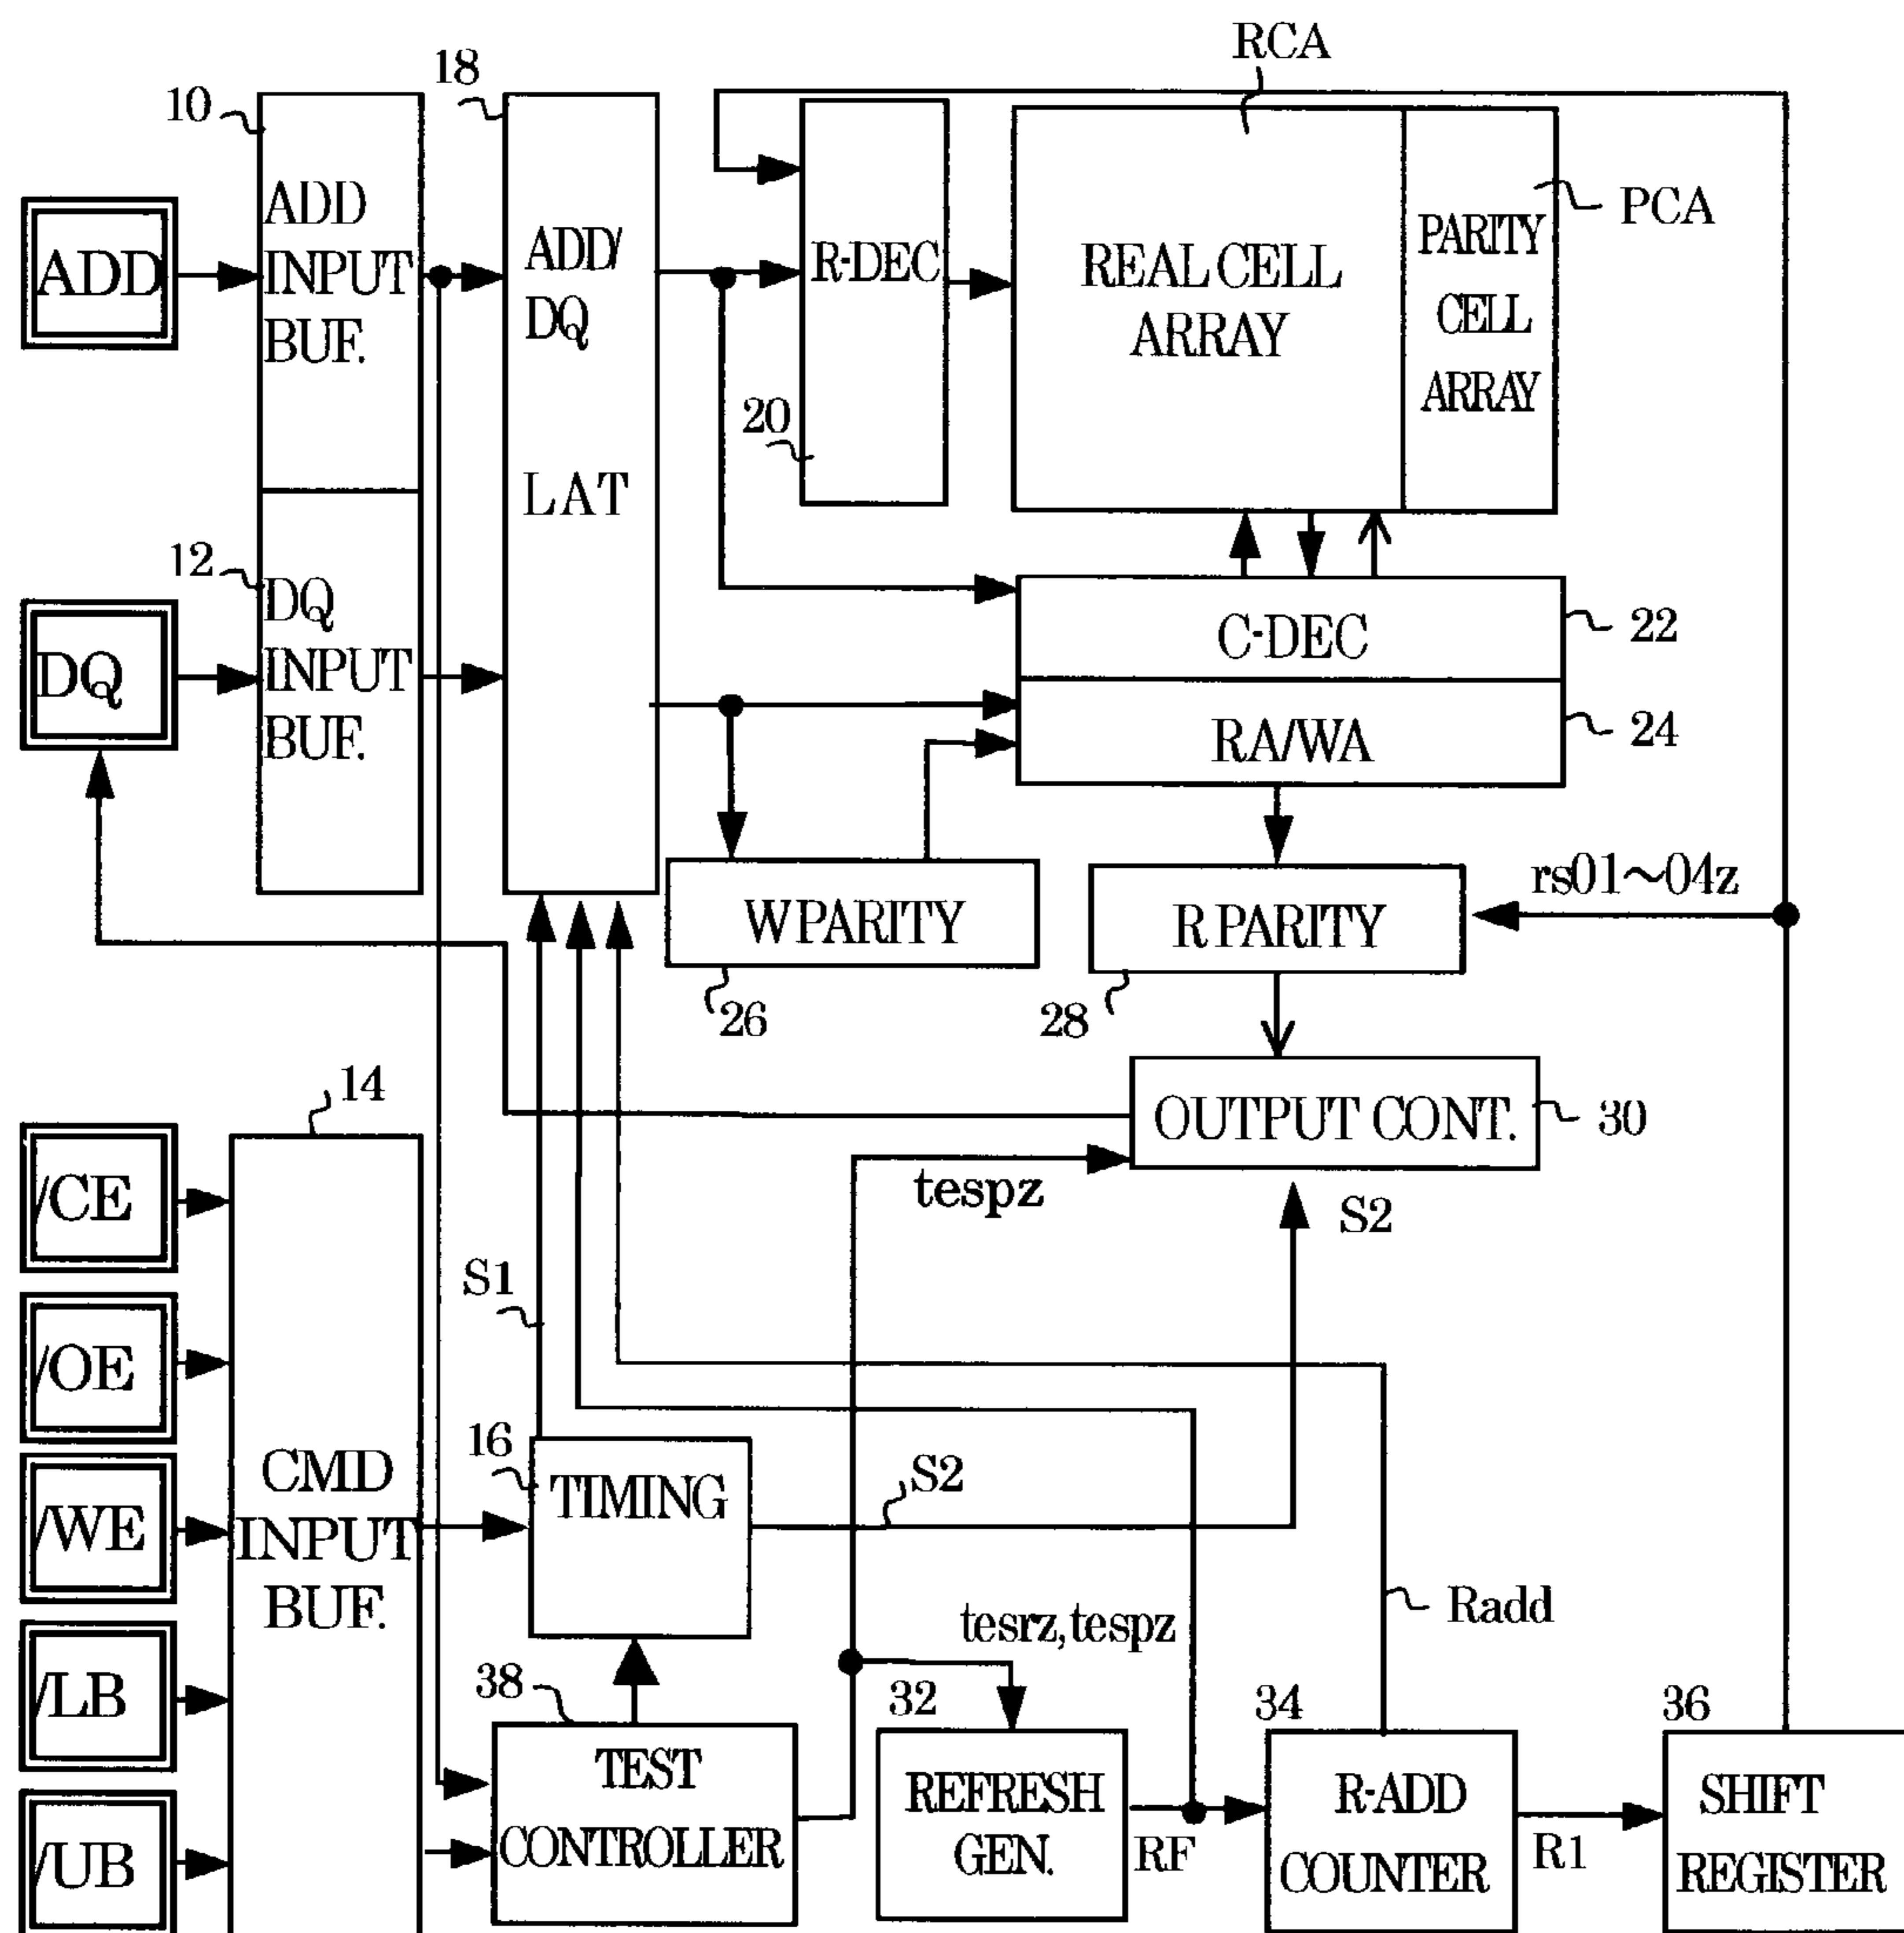 RCA
18
10
ADD
INPUT
BUF.
ADD
ADD/
DQ
LAT
R-DEC
20
REAL CELL
ARRAY
PARITY
CELL
ARRAY
PCA
12
DQ
INPUT
BUF.
DQ
C-DEC
22
RA/WA
24
W PARITY
26
R PARITY
28
rs01~04z
OUTPUT CONT.
30
tespz
S2
14
/CE
/OE
/WE
/LB
/UB
CMD
INPUT
BUF.
S1
16
TIMING
S2
Radd
tesrz,tespz
38
TEST
CONTROLLER
32
REFRESH
GEN.
RF
34
R-ADD
COUNTER
R1
36
SHIFT
REGISTER